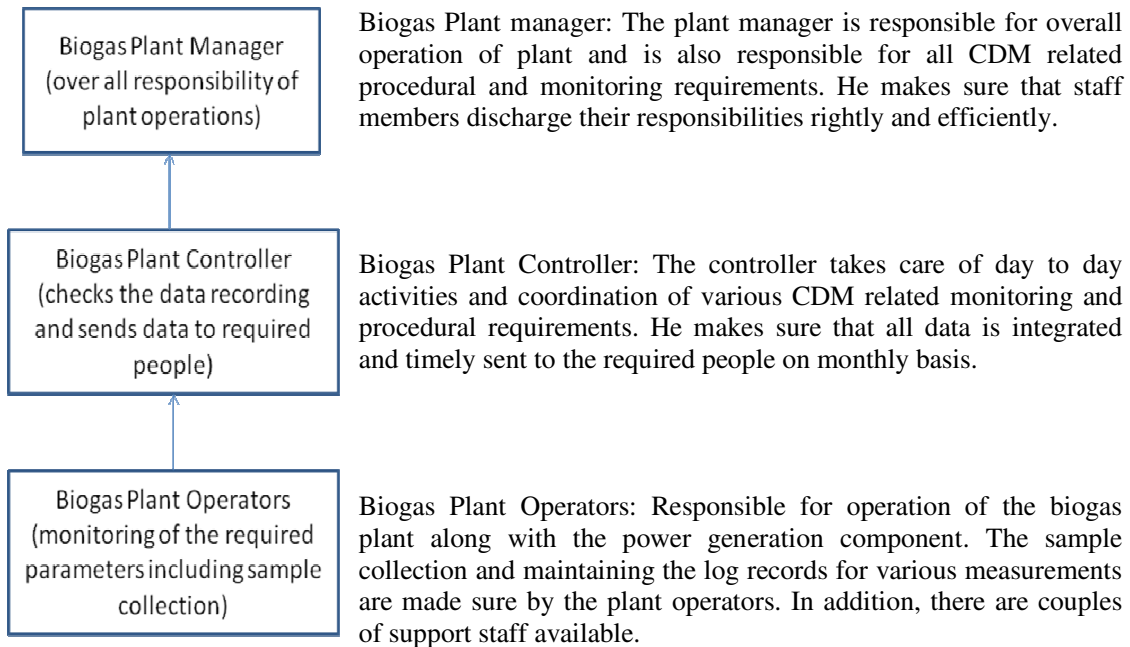 Biogas Plant Manager
(over all responsibility of
plant operations)
Biogas Plant manager: The plant manager is responsible for overall
operation of plant and is also responsible for all CDM related
procedural and monitoring requirements. He makes sure that staff
members discharge their responsibilities rightly and efficiently.
Biogas Plant Controller
(checks the data recording
and sends data to required
people)
Biogas Plant Controller: The controller takes care of day to day
activities and coordination of various CDM related monitoring and
procedural requirements. He makes sure that all data is integrated
and timely sent to the required people on monthly basis.
Biogas Plant Operators
(monitoring of the required
parameters including sample
collection)
Biogas Plant Operators: Responsible for operation of the biogas
plant along with the power generation component. The sample
collection and maintaining the log records for various measurements
are made sure by the plant operators. In addition, there are couples
of support staff available.